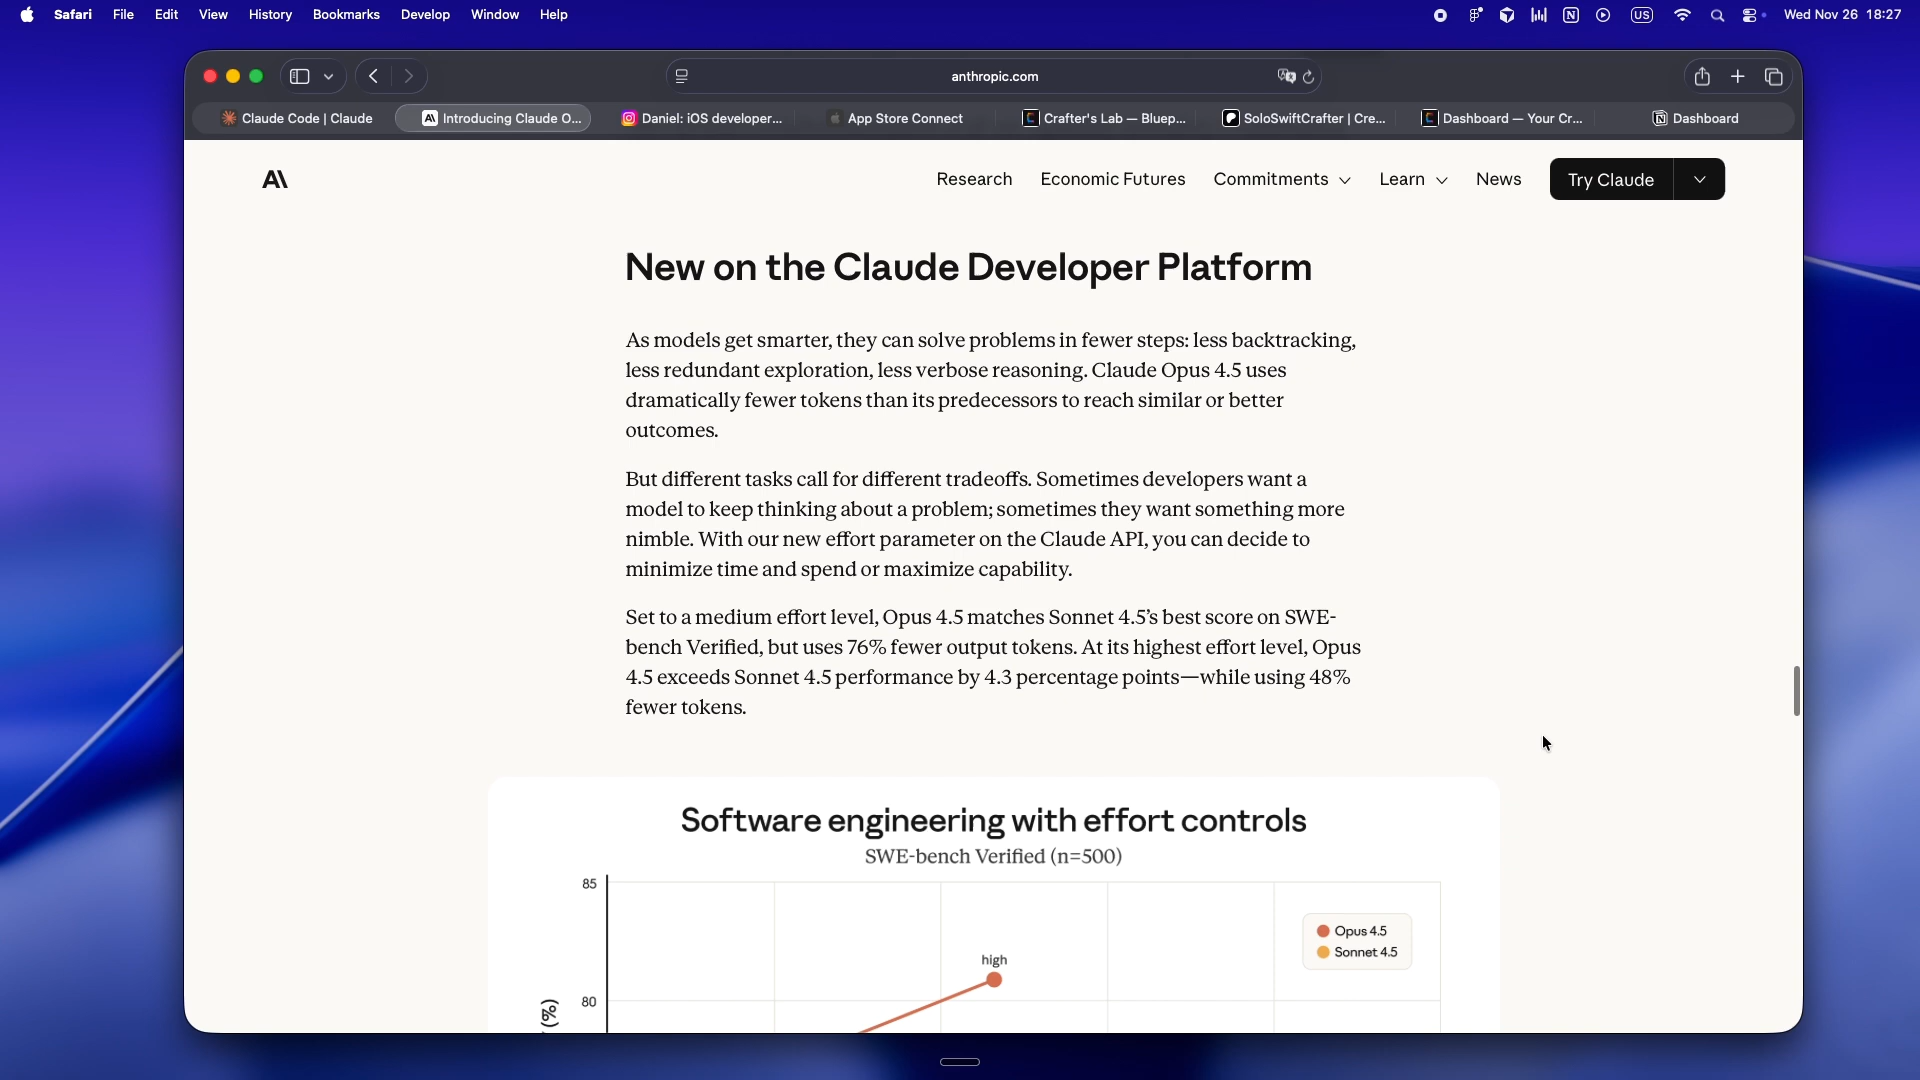 Safari File Edit View History Bookmarks Develop Window Help US Wed Nov 26 18:27
anthropic.com
Claude Code | Claude Introducing Claude O... Daniel: iOS developer... App Store Connect Crafter's Lab — Bluep... SoloSwiftCrafter | Cre... Dashboard — Your Cr... Dashboard
Research Economic Futures Commitments Learn News Try Claude
New on the Claude Developer Platform
As models get smarter, they can solve problems in fewer steps: less backtracking,
less redundant exploration, less verbose reasoning. Claude Opus 4.5 uses
dramatically fewer tokens than its predecessors to reach similar or better
outcomes.
But different tasks call for different tradeoffs. Sometimes developers want a
model to keep thinking about a problem; sometimes they want something more
nimble. With our new effort parameter on the Claude API, you can decide to
minimize time and spend or maximize capability.
Set to a medium effort level, Opus 4.5 matches Sonnet 4.5’s best score on SWE-
bench Verified, but uses 76% fewer output tokens. At its highest effort level, Opus
4.5 exceeds Sonnet 4.5 performance by 4.3 percentage points—while using 48%
fewer tokens.
Software engineering with effort controls
SWE-bench Verified (n=500)
85
Opus 4.5
Sonnet 4.5
high
80
(%)